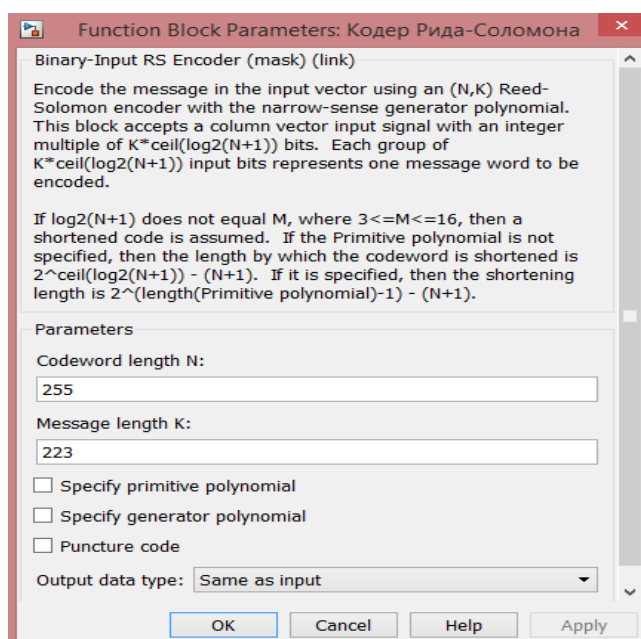 Function Block Parameters: Кодер Рида-Соломона
Binary-Input RS Encoder (mask) (link)
Encode the message in the input vector using an (N,K) Reed-
Solomon encoder with the narrow-sense generator polynomial.
This block accepts a column vector input signal with an integer
multiple of K*ceil(log2(N+1)) bits. Each group of
K*ceil(log2(N+1)) input bits represents one message word to be
encoded.
If log2(N+1) does not equal M, where 3<=M<=16, then a
shortened code is assumed. If the Primitive polynomial is not
specified, then the length by which the codeword is shortened is
2^ceil(log2(N+1)) - (N+1). If it is specified, then the shortening
length is 2^(length(Primitive polynomial)-1) - (N+1).
Parameters
Codeword length N:
255
Message length K:
223
Specify primitive polynomial
Specify generator polynomial
Puncture code
Output data type: Same as input
OK Cancel Help Apply